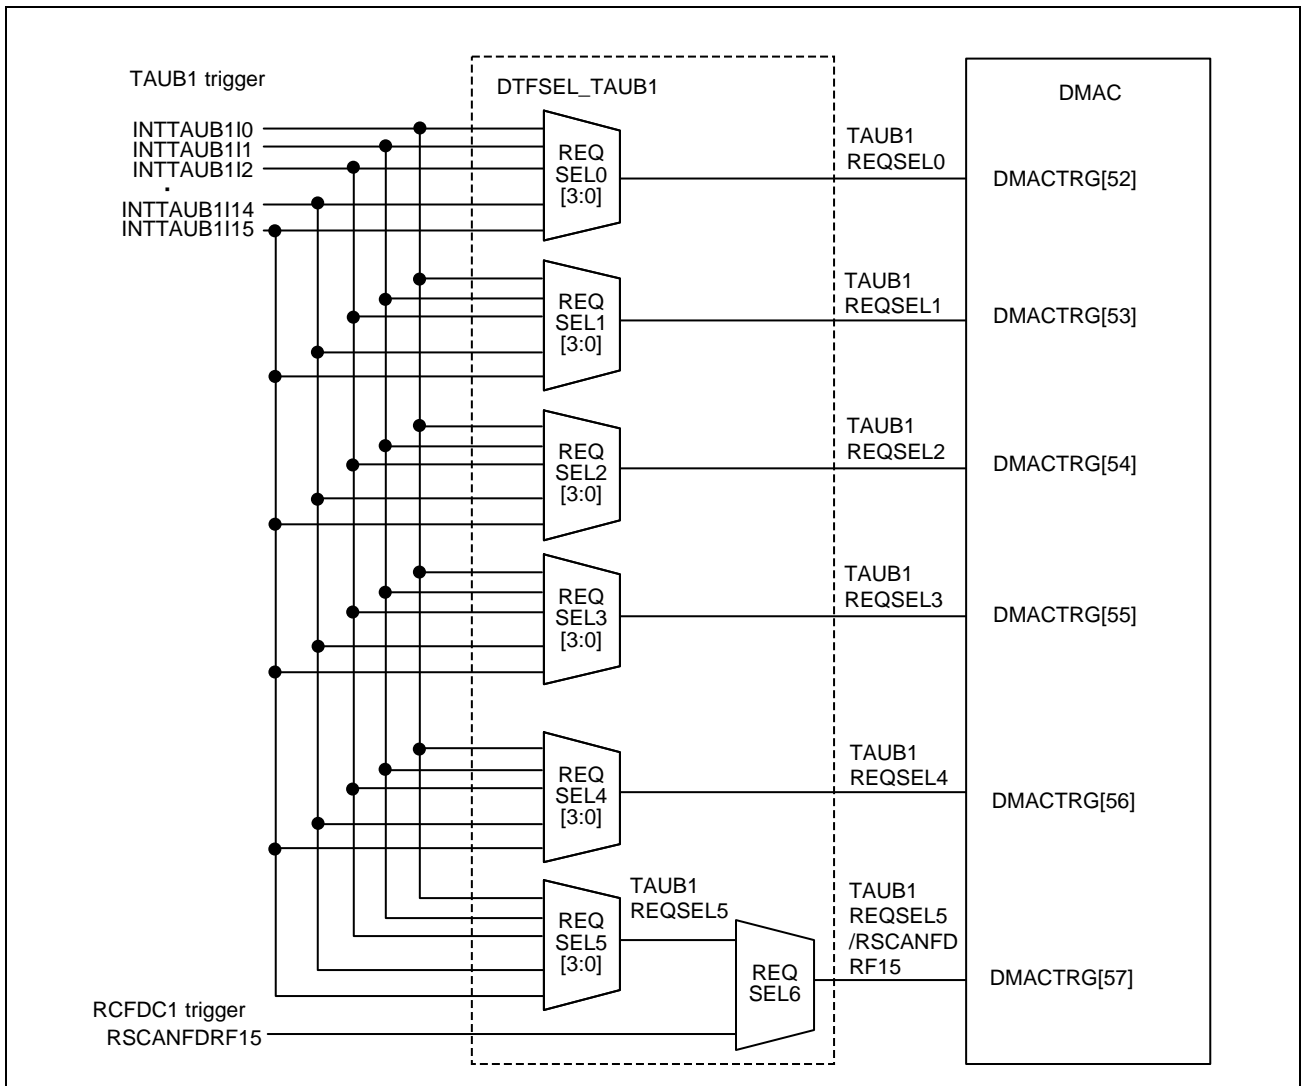 TAUB1 trigger
DTFSEL_TAUB1
DMAC
INTTAUB1I0
INTTAUB1I1
INTTAUB1I2
.
INTTAUB1I14
INTTAUB1I15
REQ
SEL0
[3:0]
TAUB1
REQSEL0
DMACTRG[52]
REQ
SEL1
[3:0]
TAUB1
REQSEL1
DMACTRG[53]
REQ
SEL2
[3:0]
TAUB1
REQSEL2
DMACTRG[54]
REQ
SEL3
[3:0]
TAUB1
REQSEL3
DMACTRG[55]
REQ
SEL4
[3:0]
TAUB1
REQSEL4
DMACTRG[56]
REQ
SEL5
[3:0]
TAUB1
REQSEL5
REQ
SEL6
TAUB1
REQSEL5
/RSCANFD
RF15
DMACTRG[57]
RCFDC1 trigger
RSCANFDRF15